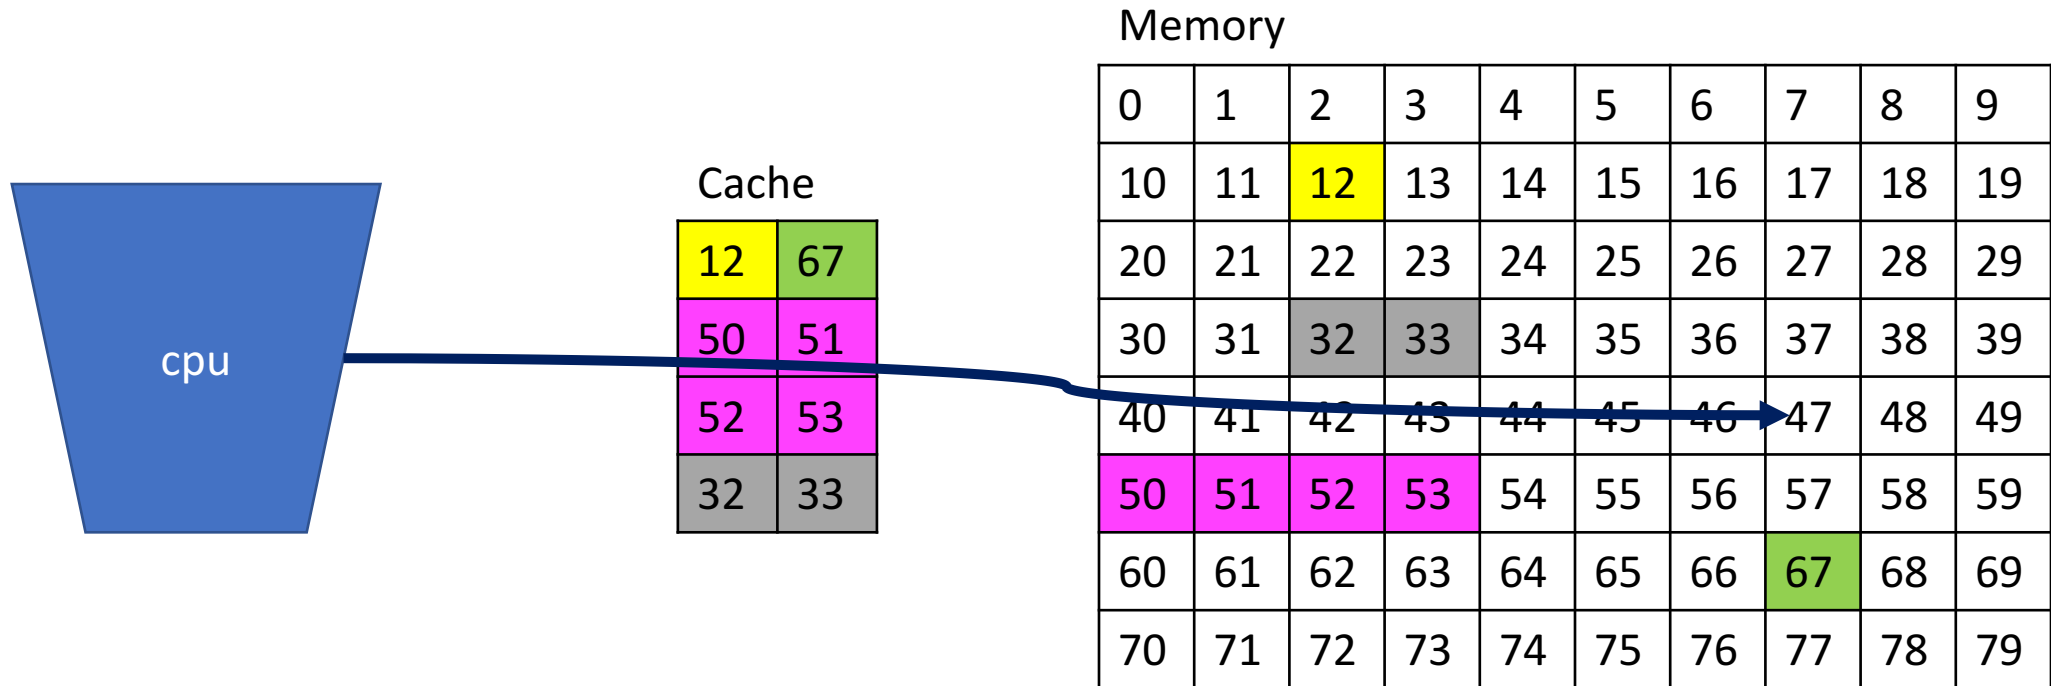 Memory
0 1 2 3 4 5 6 7 8 9
10 11 12 13 14 15 16 17 18 19
20 21 22 23 24 25 26 27 28 29
30 31 32 33 34 35 36 37 38 39
40 41 42 43 44 45 46 47 48 49
50 51 52 53 54 55 56 57 58 59
60 61 62 63 64 65 66 67 68 69
70 71 72 73 74 75 76 77 78 79
Cache
12 67
50 51
52 53
32 33
cpu